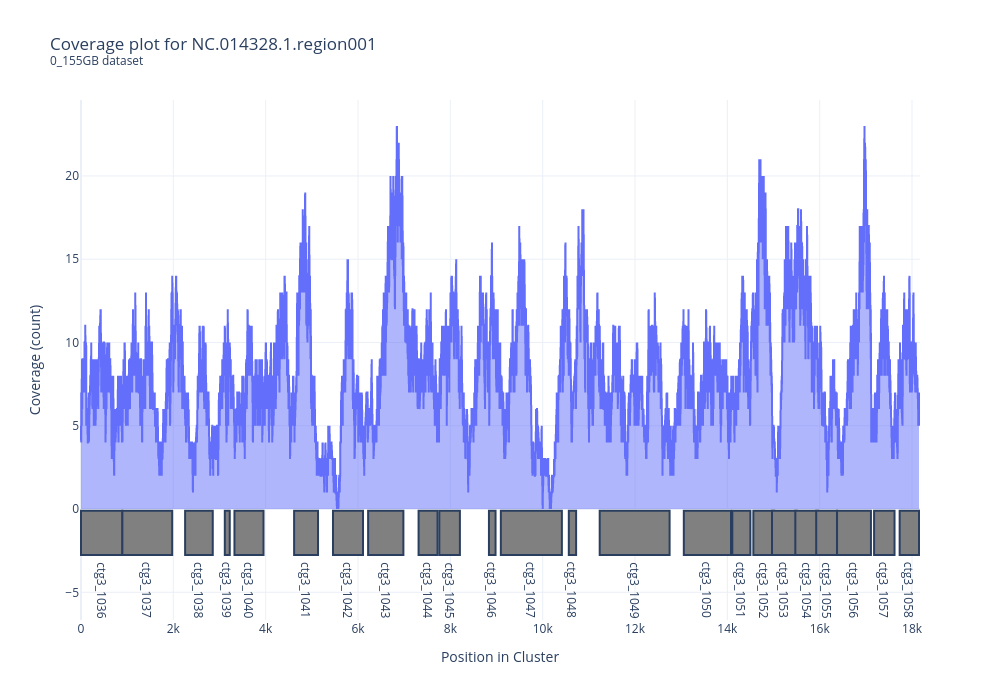 Coverage plot for NC.014328.1.region001
0_155GB dataset
Coverage (count)
20
15
10
5
0
−5
ctg3_1036
ctg3_1037
ctg3_1038
ctg3_1039
ctg3_1040
ctg3_1041
ctg3_1042
ctg3_1043
ctg3_1044
ctg3_1045
ctg3_1046
ctg3_1047
ctg3_1048
ctg3_1049
ctg3_1050
ctg3_1051
ctg3_1052
ctg3_1053
ctg3_1054
ctg3_1055
ctg3_1056
ctg3_1057
ctg3_1058
0
2k
4k
6k
8k
10k
12k
14k
16k
18k
Position in Cluster